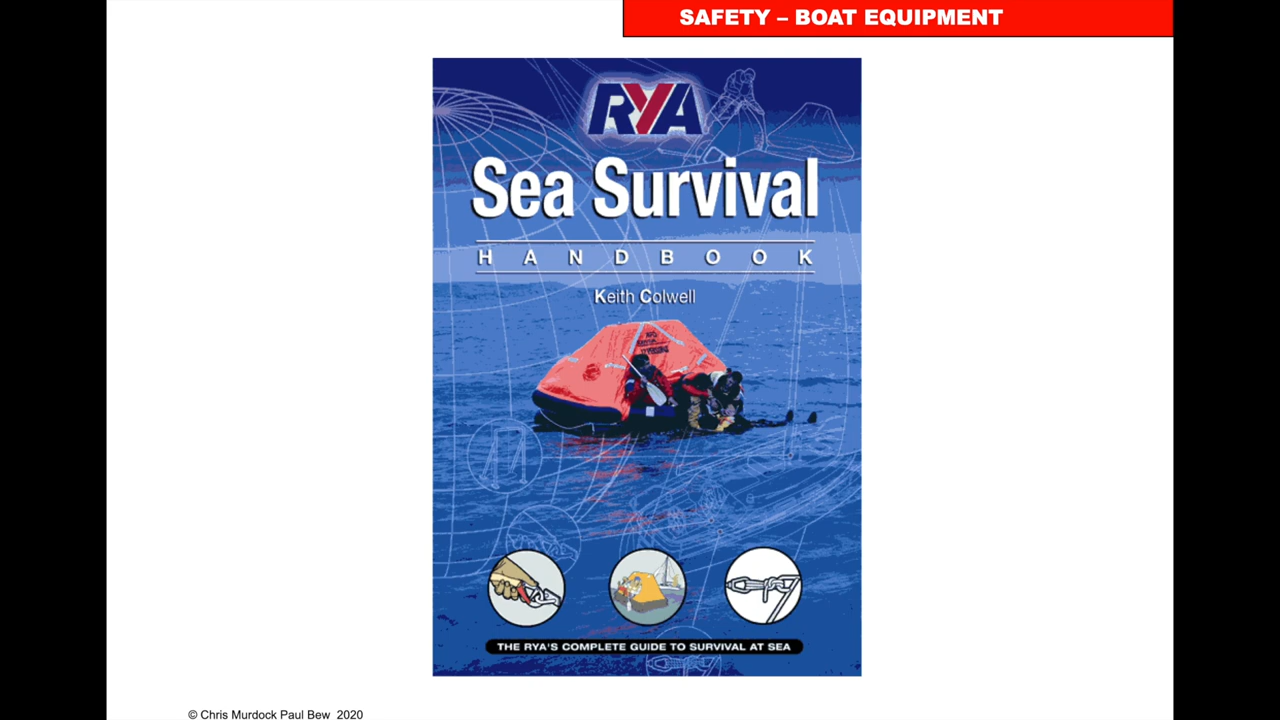 SAFETY – BOAT EQUIPMENT
RYA
Sea Survival
HANDBOOK
Keith Colwell
THE RYA'S COMPLETE GUIDE TO SURVIVAL AT SEA
© Chris Murdock Paul Bew 2020